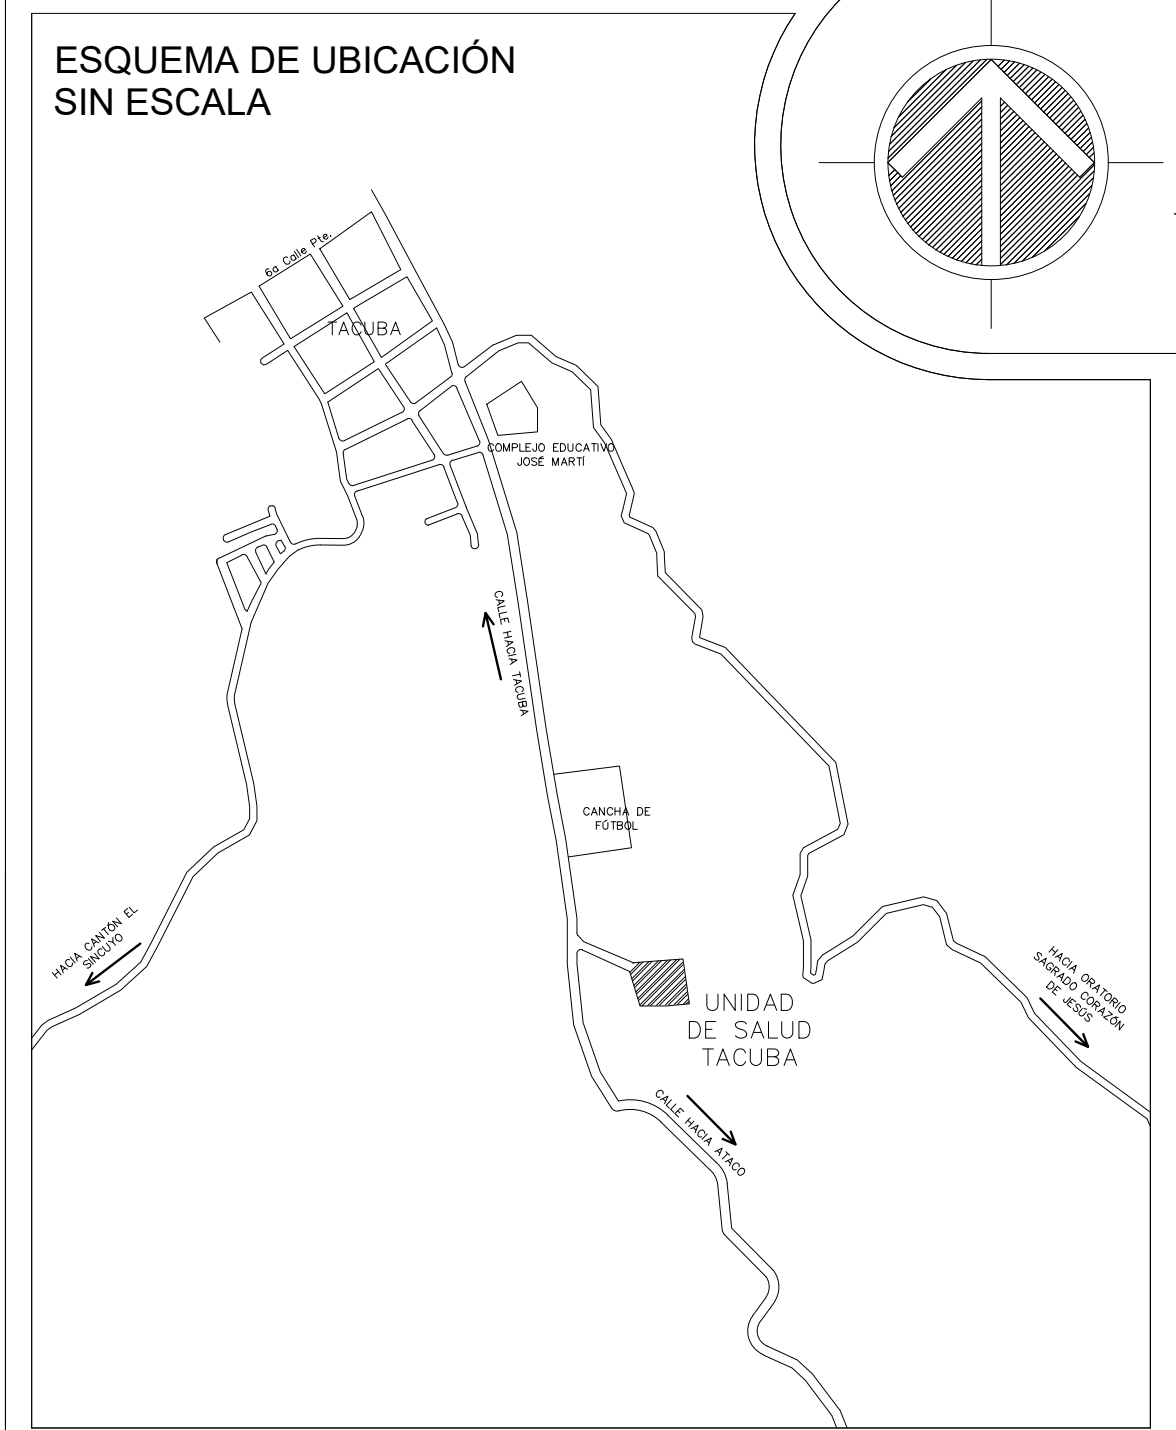 ESQUEMA DE UBICACIÓN
SIN ESCALA
6a Calle Pte.
TACUBA
COMPLEJO EDUCATIVO
JOSÉ MARTÍ
CALLE HACIA TACUBA
CANCHA DE
FÚTBOL
HACIA CANTÓN EL
SINCUYO
HACIA ORATORIO
SAGRADO CORAZÓN
DE JESÚS
UNIDAD
DE SALUD
TACUBA
CALLE HACIA ATACO